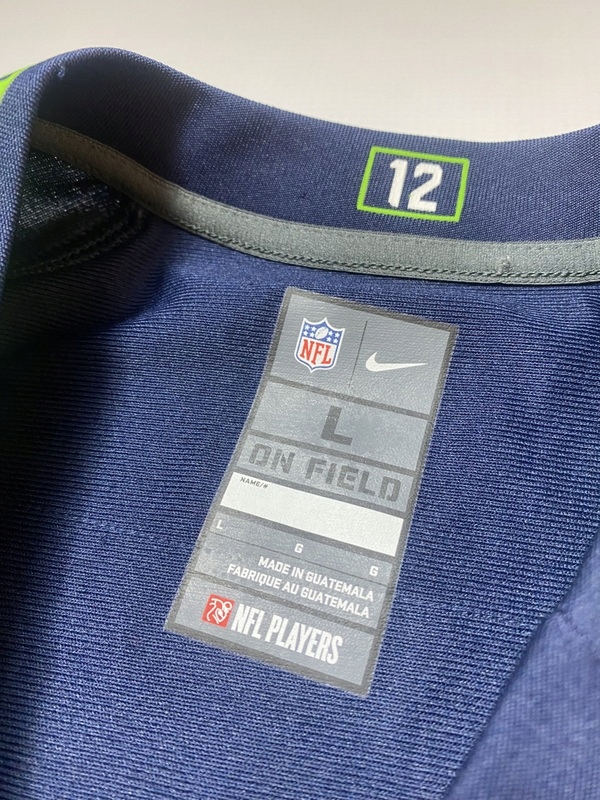 12
NFL
L
ON FIELD
NAME/#
L G G
MADE IN GUATEMALA
FABRIQUE AU GUATEMALA
NFL PLAYERS